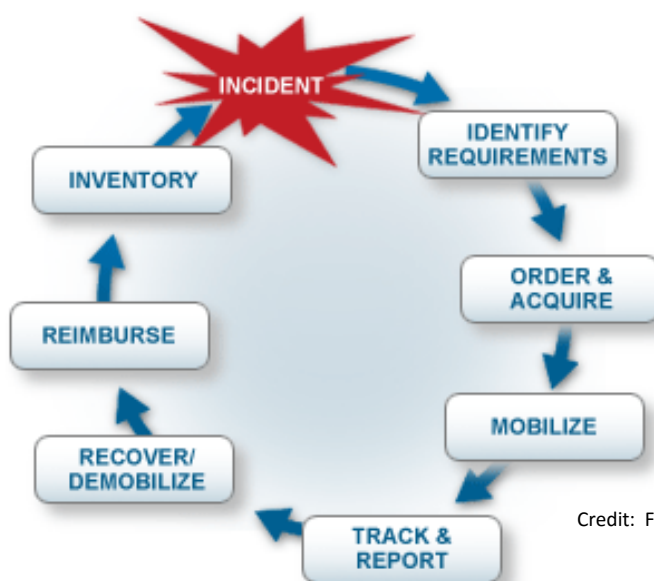 INCIDENT
IDENTIFY
REQUIREMENTS
ORDER &
ACQUIRE
MOBILIZE
Credit: F
TRACK &
REPORT
RECOVER/
DEMOBILIZE
REIMBURSE
INVENTORY